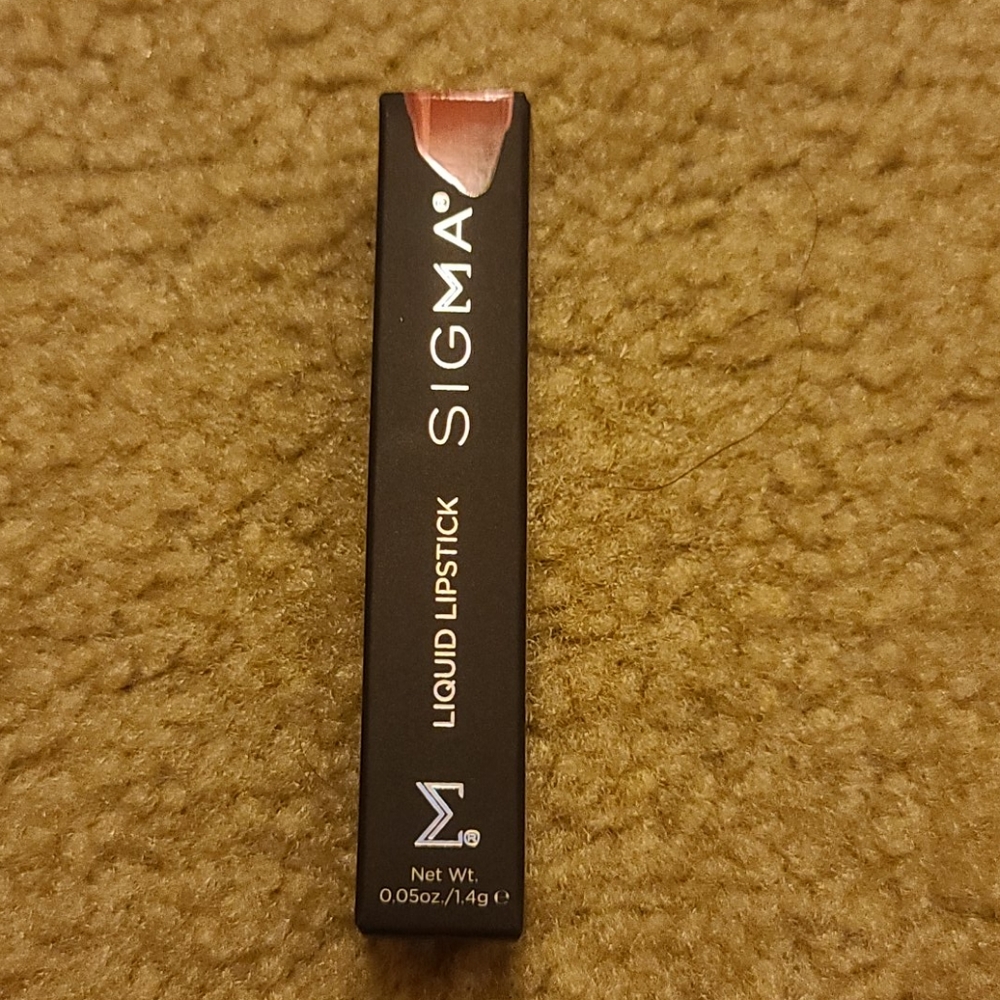 SIGMA®
LIQUID LIPSTICK
Σ®
Net Wt.
0.05oz./1.4g ℮